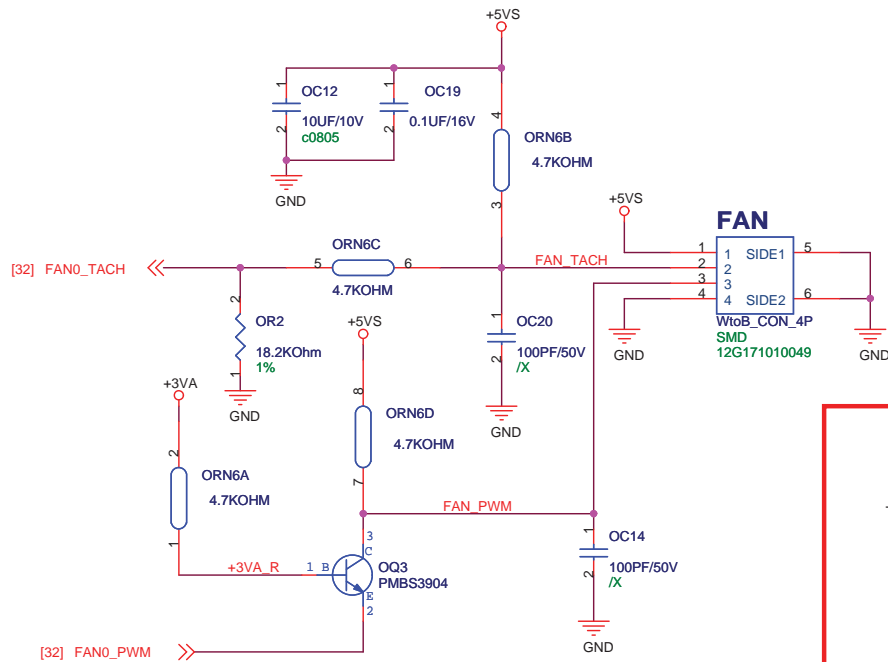 +5VS
1
OC12
10UF/10V
c0805
2
1
OC19
0.1UF/16V
2
4
ORN6B
4.7KOHM
3
GND
+5VS
FAN
1 1 SIDE1 5
2 2
3 3
4 4 SIDE2 6
WtoB_CON_4P
SMD
12G171010049
GND
GND
[32] FAN0_TACH
ORN6C
5 6
4.7KOHM
FAN_TACH
2
OR2
18.2KOhm
1%
1
GND
+5VS
1
OC20
100PF/50V
2
/X
GND
+3VA
8
ORN6D
4.7KOHM
7
2
ORN6A
4.7KOHM
1
FAN_PWM
+3VA_R
1 B
3
C
OQ3
PMBS3904
E
2
1
OC14
100PF/50V
2
/X
GND
[32] FAN0_PWM